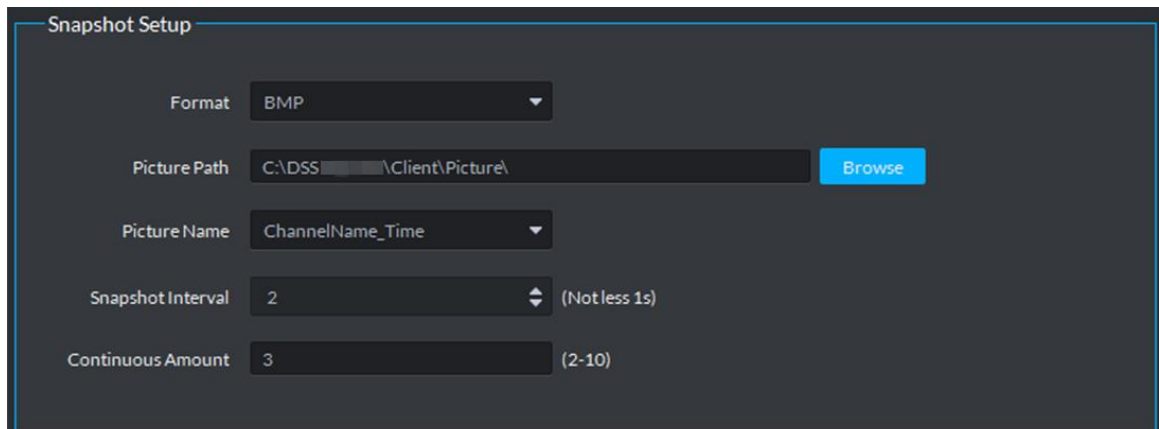 Snapshot Setup
Format BMP
Picture Path C:\DSS \Client\Picture\ Browse
Picture Name ChannelName_Time
Snapshot Interval 2 (Not less 1s)
Continuous Amount 3 (2-10)